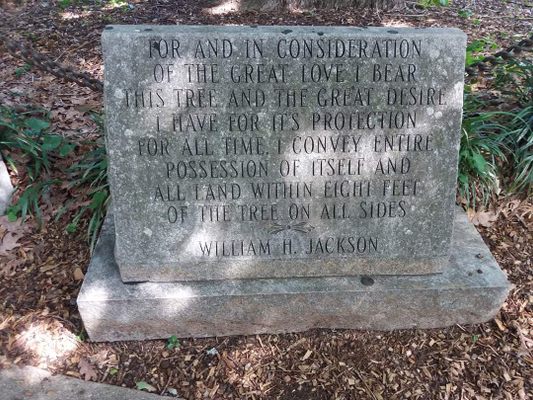 FOR AND IN CONSIDERATION
OF THE GREAT LOVE I BEAR
THIS TREE AND THE GREAT DESIRE
I HAVE FOR IT'S PROTECTION
FOR ALL TIME, I CONVEY ENTIRE
POSSESSION OF ITSELF AND
ALL LAND WITHIN EIGHT FEET
OF THE TREE ON ALL SIDES
WILLIAM H. JACKSON